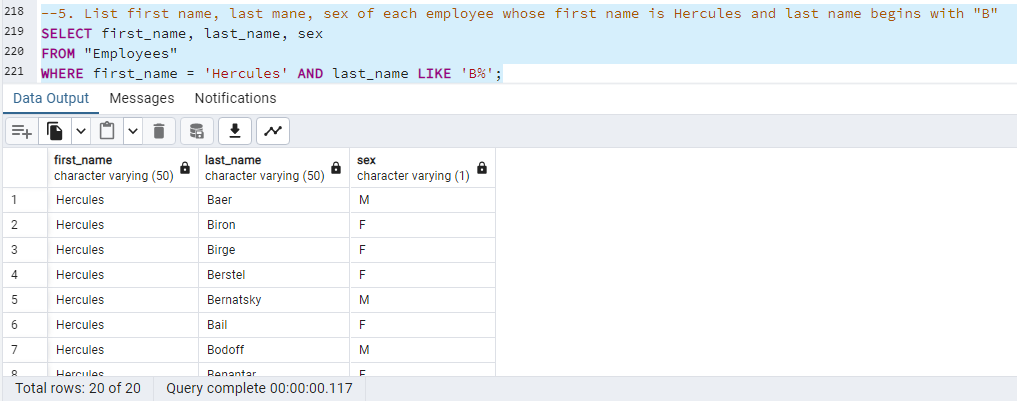 218 --5. List first name, last mane, sex of each employee whose first name is Hercules and last name begins with "B"
219 SELECT first_name, last_name, sex
220 FROM "Employees"
221 WHERE first_name = 'Hercules' AND last_name LIKE 'B%';
Data Output Messages Notifications
first_name last_name sex
character varying (50) character varying (50) character varying (1)
1 Hercules Baer M
2 Hercules Biron F
3 Hercules Birge F
4 Hercules Berstel F
5 Hercules Bernatsky M
6 Hercules Bail F
7 Hercules Bodoff M
8 Hercules Benantar F
Total rows: 20 of 20 Query complete 00:00:00.117